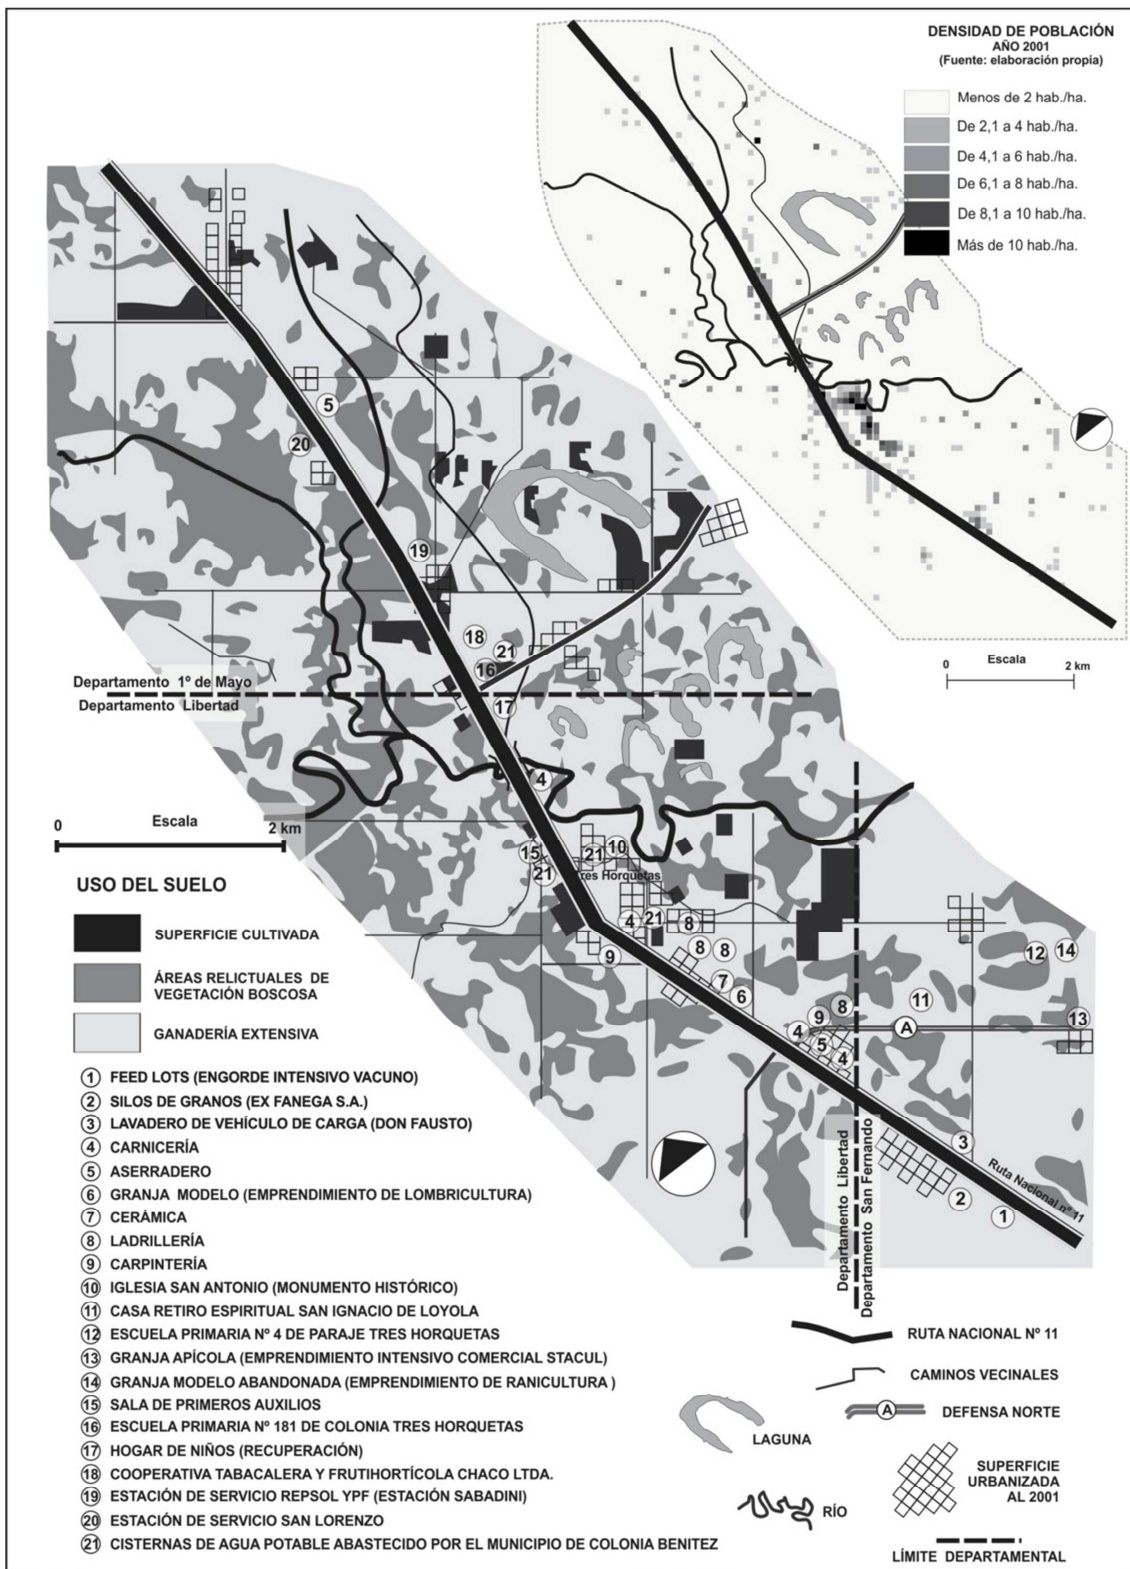 DENSIDAD DE POBLACIÓN
AÑO 2001
(Fuente: elaboración propia)
Menos de 2 hab./ha.
De 2,1 a 4 hab./ha.
De 4,1 a 6 hab./ha.
De 6,1 a 8 hab./ha.
De 8,1 a 10 hab./ha.
Más de 10 hab./ha.
0 Escala 2 km
5
20
19
18
21
16
Departamento 1º de Mayo
Departamento Libertad
17
4
0 Escala 2 km
15
21
10
21
Tres Horquetas
4
21
8
9
8
8
7
6
12
14
11
8
9
13
4
5
4
A
3
2
1
Ruta Nacional nº 11
Departamento Libertad
Departamento San Fernando
USO DEL SUELO
SUPERFICIE CULTIVADA
ÁREAS RELICTUALES DE
VEGETACIÓN BOSCOSA
GANADERÍA EXTENSIVA
1 FEED LOTS (ENGORDE INTENSIVO VACUNO)
2 SILOS DE GRANOS (EX FANEGA S.A.)
3 LAVADERO DE VEHÍCULO DE CARGA (DON FAUSTO)
4 CARNICERÍA
5 ASERRADERO
6 GRANJA MODELO (EMPRENDIMIENTO DE LOMBRICULTURA)
7 CERÁMICA
8 LADRILLERÍA
9 CARPINTERÍA
10 IGLESIA SAN ANTONIO (MONUMENTO HISTÓRICO)
11 CASA RETIRO ESPIRITUAL SAN IGNACIO DE LOYOLA
12 ESCUELA PRIMARIA Nº 4 DE PARAJE TRES HORQUETAS
13 GRANJA APÍCOLA (EMPRENDIMIENTO INTENSIVO COMERCIAL STACUL)
14 GRANJA MODELO ABANDONADA (EMPRENDIMIENTO DE RANICULTURA )
15 SALA DE PRIMEROS AUXILIOS
16 ESCUELA PRIMARIA Nº 181 DE COLONIA TRES HORQUETAS
17 HOGAR DE NIÑOS (RECUPERACIÓN)
18 COOPERATIVA TABACALERA Y FRUTIHORTÍCOLA CHACO LTDA.
19 ESTACIÓN DE SERVICIO REPSOL YPF (ESTACIÓN SABADINI)
20 ESTACIÓN DE SERVICIO SAN LORENZO
21 CISTERNAS DE AGUA POTABLE ABASTECIDO POR EL MUNICIPIO DE COLONIA BENITEZ
RUTA NACIONAL Nº 11
CAMINOS VECINALES
A DEFENSA NORTE
LAGUNA
SUPERFICIE
URBANIZADA
AL 2001
RÍO
LÍMITE DEPARTAMENTAL